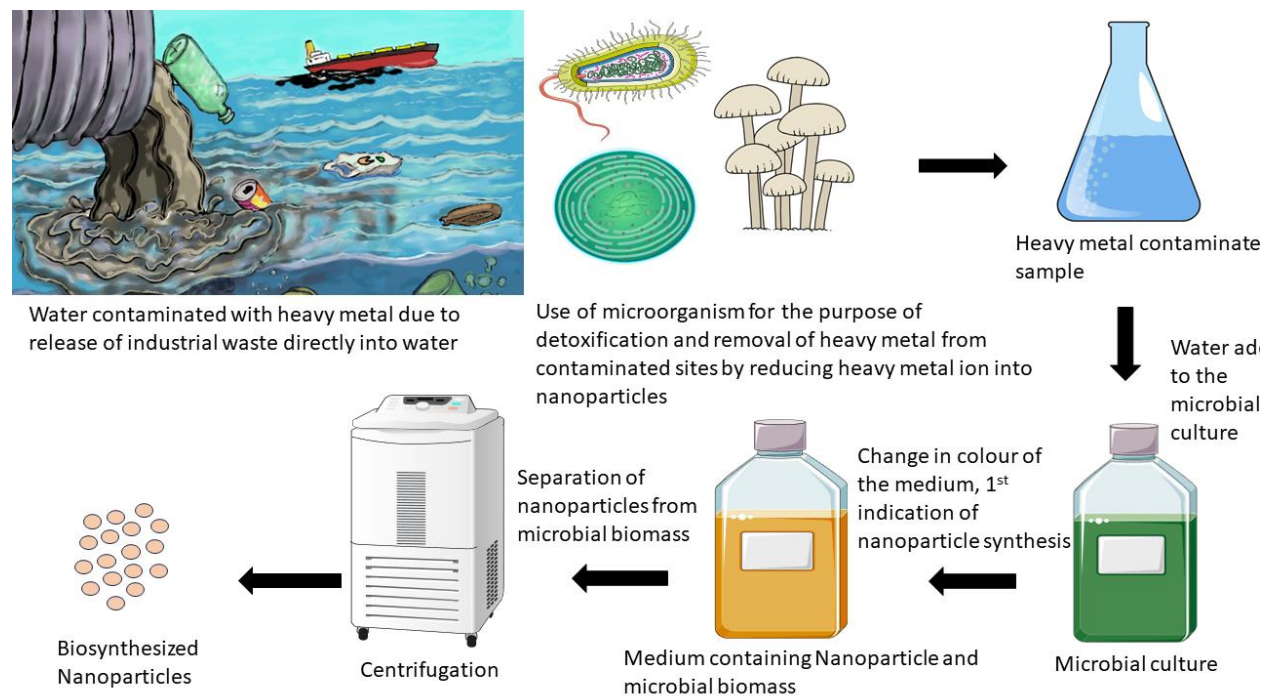 Water contaminated with heavy metal due to
release of industrial waste directly into water
Use of microorganism for the purpose of
detoxification and removal of heavy metal from
contaminated sites by reducing heavy metal ion into
nanoparticles
Heavy metal contaminate
sample
Water ad
to the
microbial
culture
Microbial culture
Change in colour of
the medium, 1st
indication of
nanoparticle synthesis
Medium containing Nanoparticle and
microbial biomass
Separation of
nanoparticles from
microbial biomass
Centrifugation
Biosynthesized
Nanoparticles